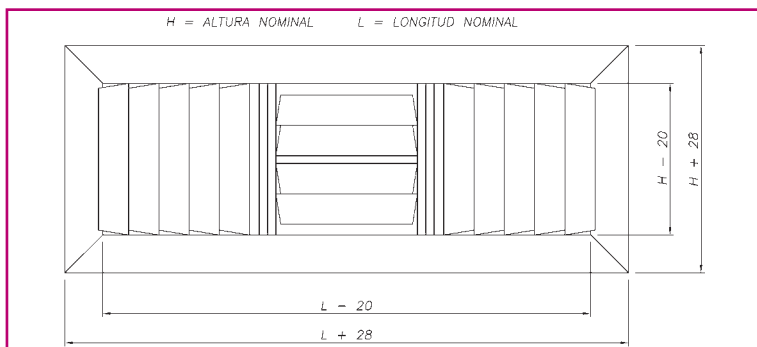 H = ALTURA NOMINAL L = LONGITUD NOMINAL
H - 20
H + 28
L - 20
L + 28